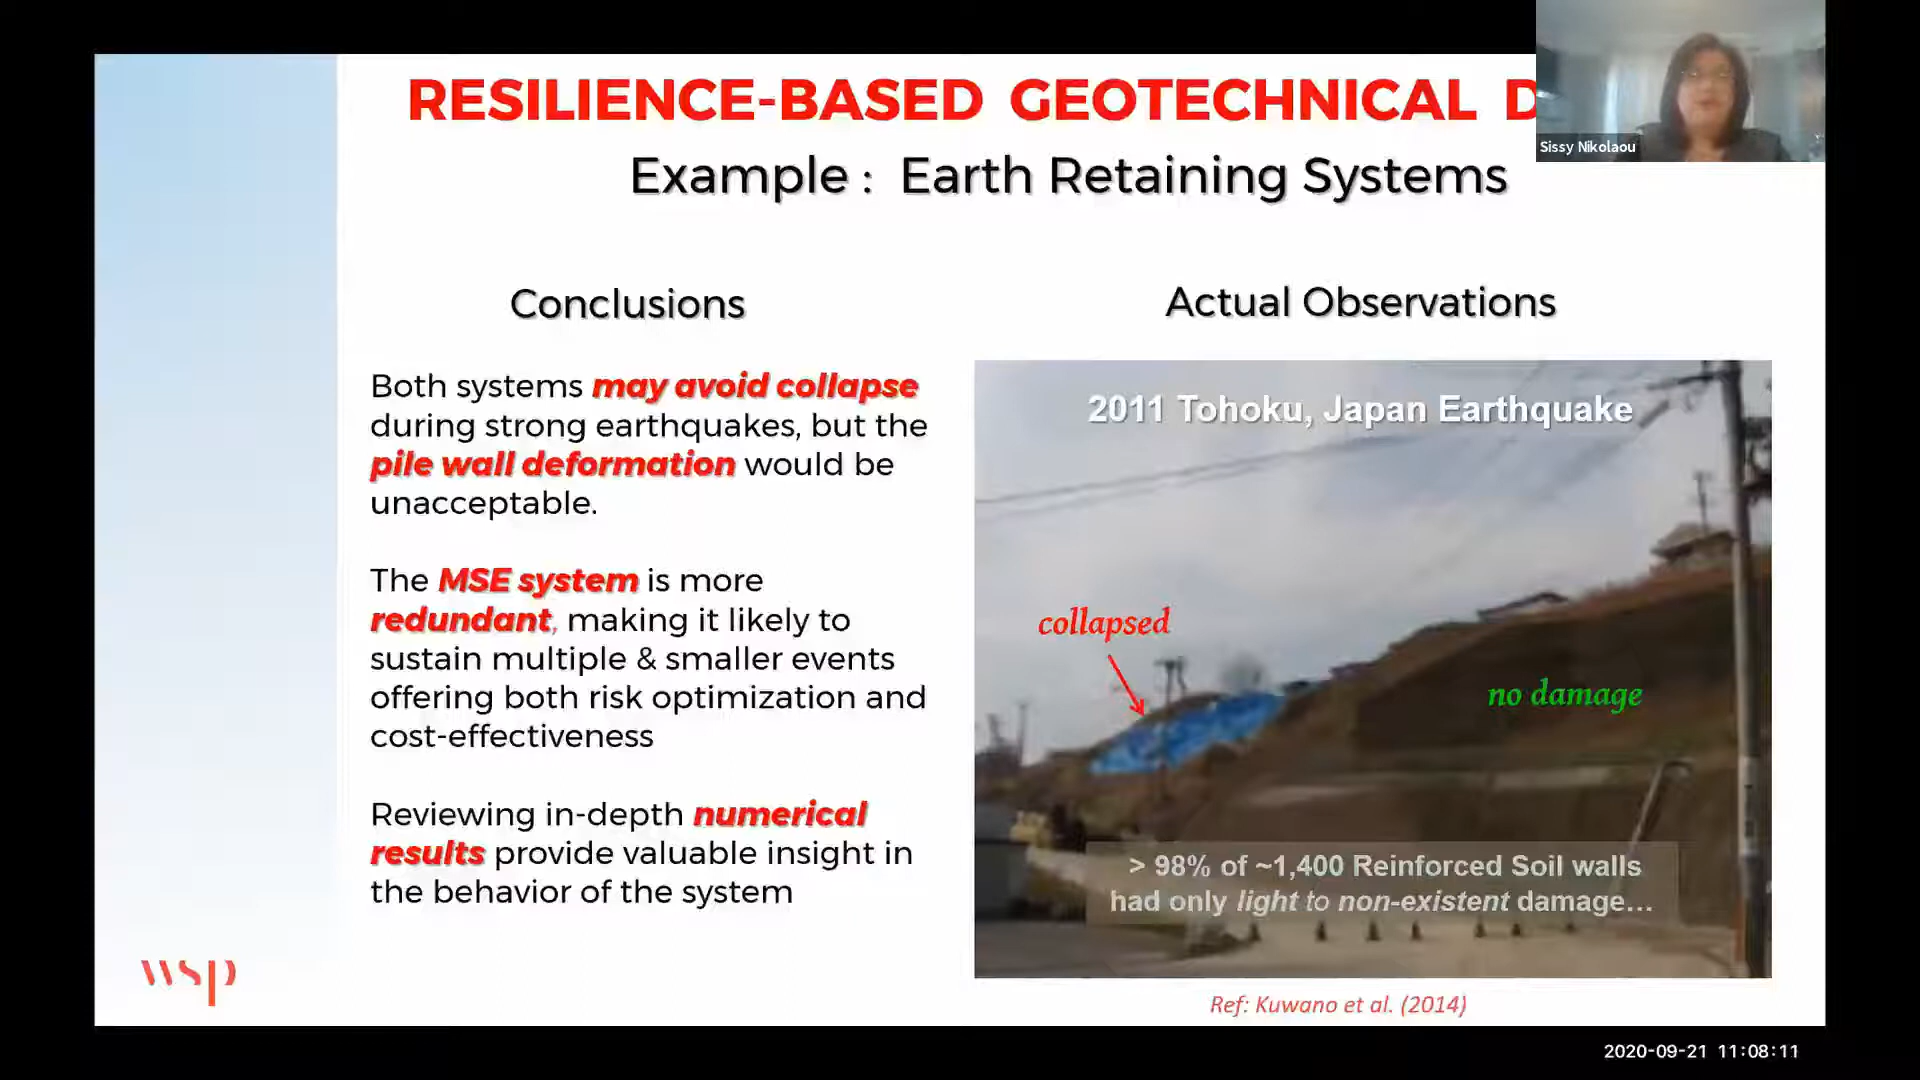 RESILIENCE-BASED GEOTECHNICAL D
Sissy Nikolaou
Example : Earth Retaining Systems
Conclusions
Both systems may avoid collapse
during strong earthquakes, but the
pile wall deformation would be
unacceptable.
The MSE system is more
redundant, making it likely to
sustain multiple & smaller events
offering both risk optimization and
cost-effectiveness
Reviewing in-depth numerical
results provide valuable insight in
the behavior of the system
Actual Observations
2011 Tohoku, Japan Earthquake
collapsed
no damage
> 98% of ~1,400 Reinforced Soil walls
had only light to non-existent damage...
Ref: Kuwano et al. (2014)
wsp
2020-09-21 11:08:11